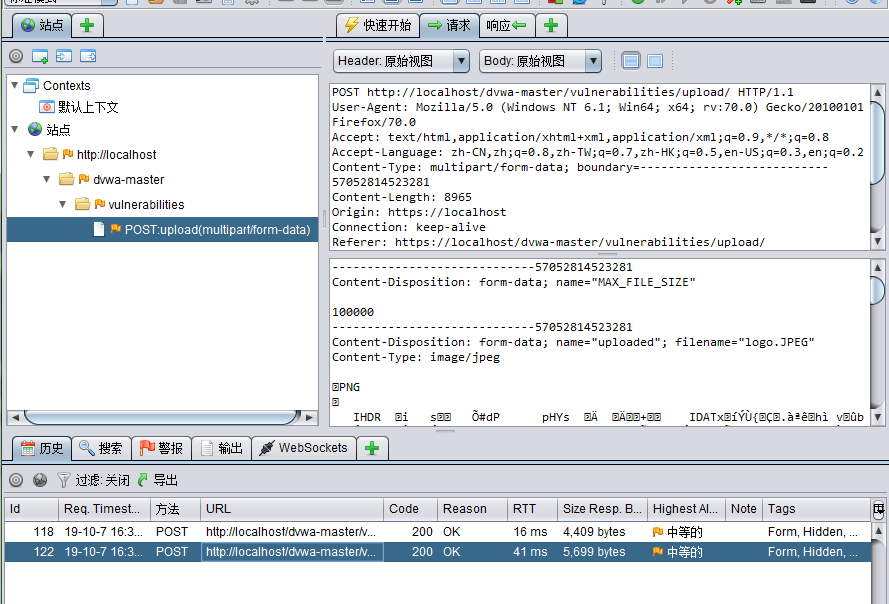 标准模式
站点
快速开始
请求
响应
Header: 原始视图
Body: 原始视图
Contexts
默认上下文
站点
http://localhost
dvwa-master
vulnerabilities
POST:upload(multipart/form-data)
POST http://localhost/dvwa-master/vulnerabilities/upload/ HTTP/1.1
User-Agent: Mozilla/5.0 (Windows NT 6.1; Win64; x64; rv:70.0) Gecko/20100101
Firefox/70.0
Accept: text/html,application/xhtml+xml,application/xml;q=0.9,*/*;q=0.8
Accept-Language: zh-CN,zh;q=0.8,zh-TW;q=0.7,zh-HK;q=0.5,en-US;q=0.3,en;q=0.2
Content-Type: multipart/form-data; boundary=---------------------------
57052814523281
Content-Length: 8965
Origin: https://localhost
Connection: keep-alive
Referer: https://localhost/dvwa-master/vulnerabilities/upload/
-----------------------------57052814523281
Content-Disposition: form-data; name="MAX_FILE_SIZE"
100000
-----------------------------57052814523281
Content-Disposition: form-data; name="uploaded"; filename="logo.JPEG"
Content-Type: image/jpeg
PNG
IHDR i s Õ#dP pHYs Ä Ä + IDATx
历史
搜索
警报
输出
WebSockets
过滤: 关闭
导出
Id Req. Timest... 方法 URL Code Reason RTT Size Resp. B... Highest Al... Note Tags
118 19-10-7 16:3... POST http://localhost/dvwa-master/v... 200 OK 16 ms 4,409 bytes 中等的 Form, Hidden, ...
122 19-10-7 16:3... POST http://localhost/dvwa-master/v... 200 OK 41 ms 5,699 bytes 中等的 Form, Hidden, ...